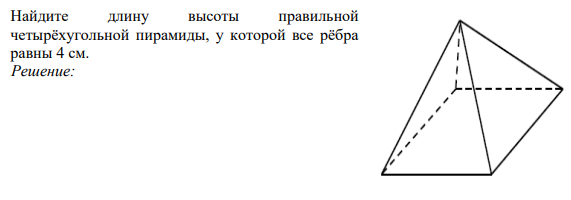 Найдите длину высоты правильной
четырёхугольной пирамиды, у которой все рёбра
равны 4 см.
Решение: